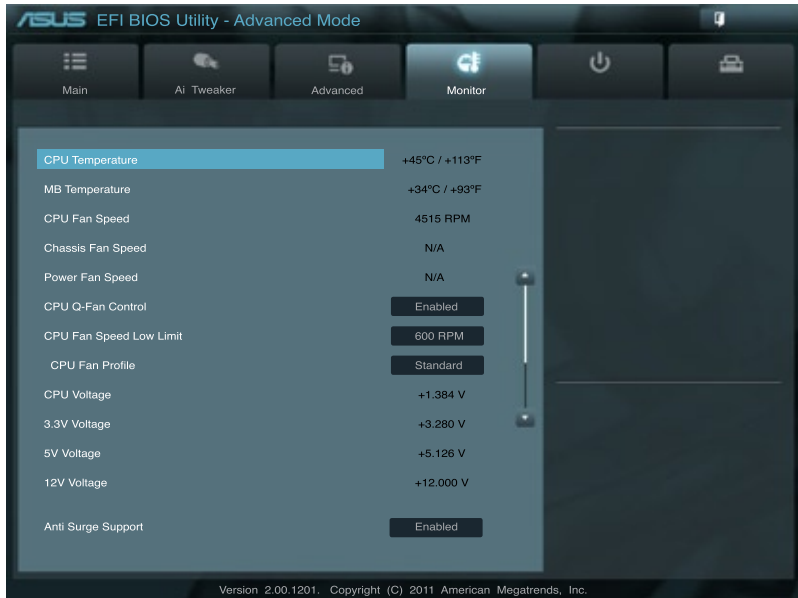 ASUS EFI BIOS Utility - Advanced Mode
Main
Ai Tweaker
Advanced
Monitor
CPU Temperature +45ºC / +113ºF
MB Temperature +34ºC / +93ºF
CPU Fan Speed 4515 RPM
Chassis Fan Speed N/A
Power Fan Speed N/A
CPU Q-Fan Control Enabled
CPU Fan Speed Low Limit 600 RPM
CPU Fan Profile Standard
CPU Voltage +1.384 V
3.3V Voltage +3.280 V
5V Voltage +5.126 V
12V Voltage +12.000 V
Anti Surge Support Enabled
Version 2.00.1201. Copyright (C) 2011 American Megatrends, Inc.